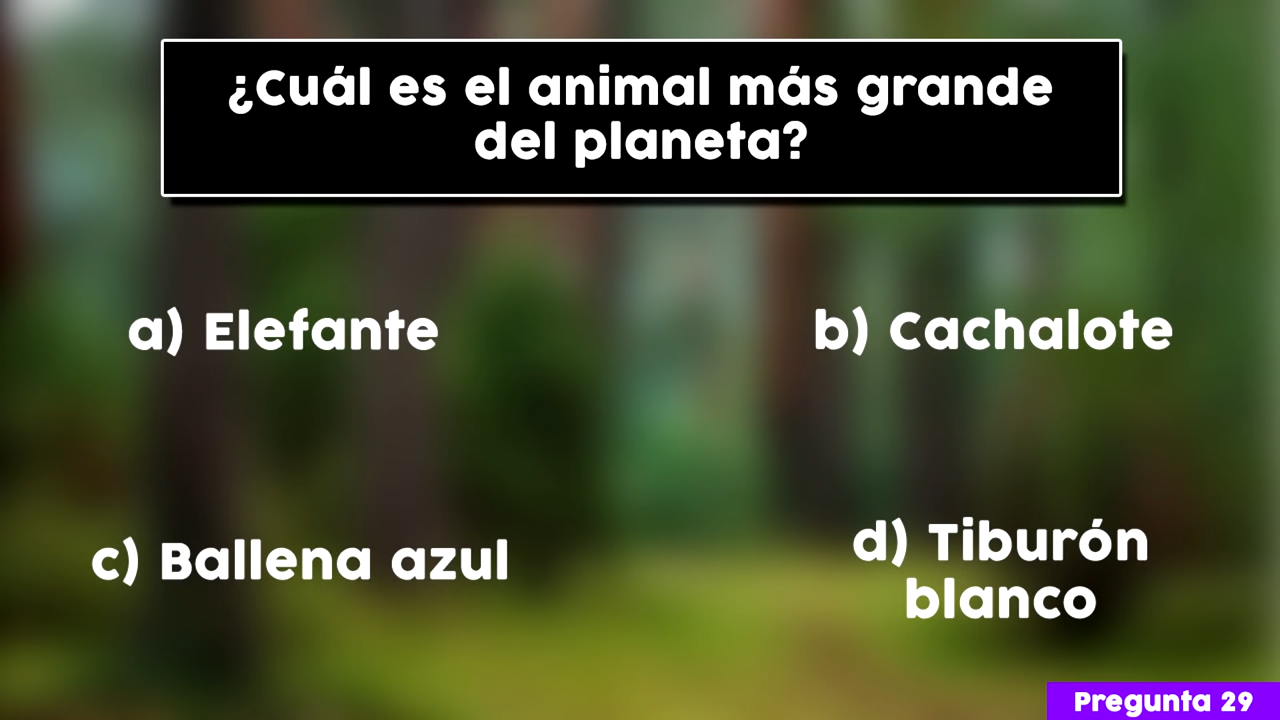 ¿Cuál es el animal más grande
del planeta?
a) Elefante
b) Cachalote
c) Ballena azul
d) Tiburón
blanco
Pregunta 29